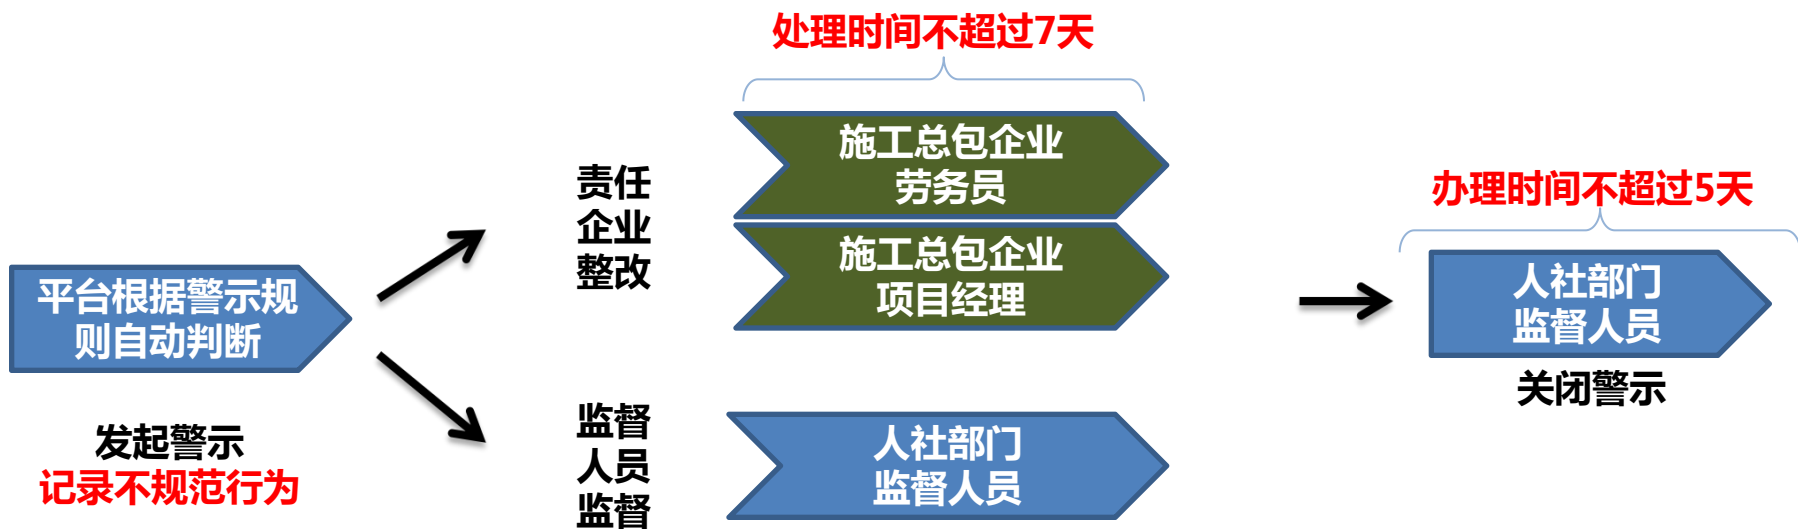 处理时间不超过7天
施工总包企业
劳务员
责任
企业
整改
施工总包企业
项目经理
办理时间不超过5天
平台根据警示规
则自动判断
人社部门
监督人员
关闭警示
发起警示
记录不规范行为
监督
人员
监督
人社部门
监督人员